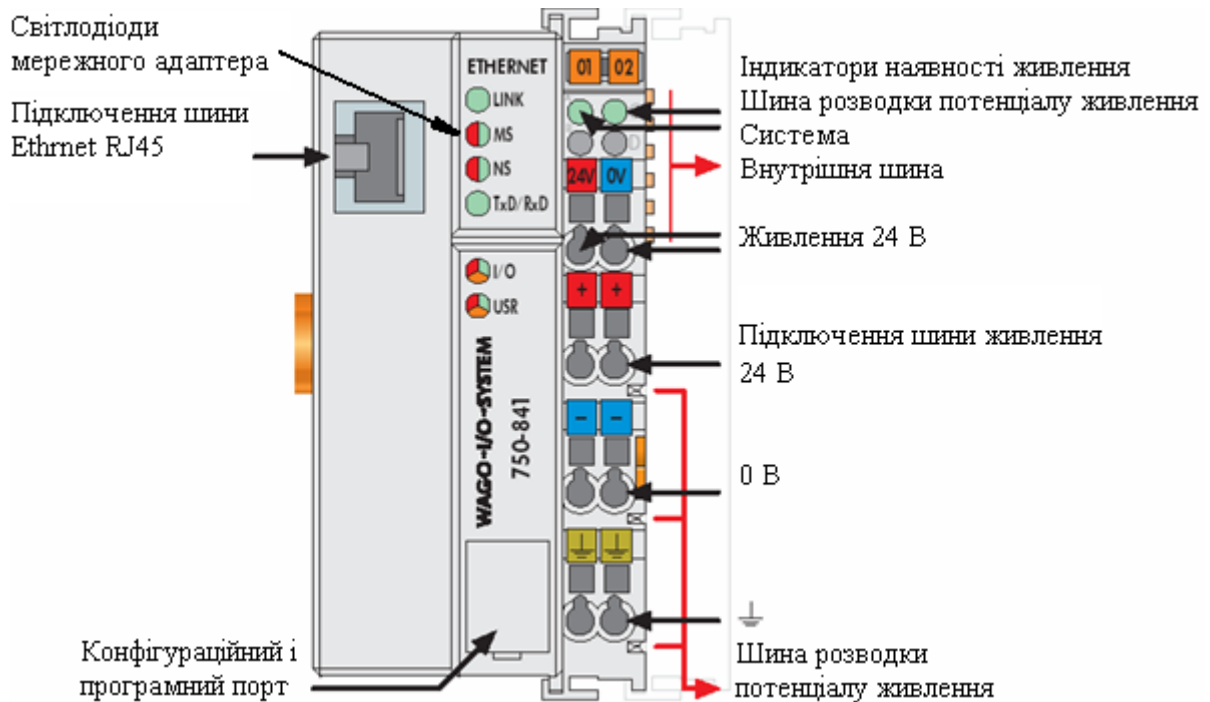 Світлодіоди
мережного адаптера
Підключення шини
Ethrnet RJ45
Конфігураційний і
програмний порт
ETHERNET
LINK
MS
NS
TxD/RxD
I/O
USR
WAGO-I/O-SYSTEM
750-841
01 02
24V 0V
+ +
- -
Індикатори наявності живлення
Шина розводки потенціалу живлення
Система
Внутрішня шина
Живлення 24 В
Підключення шини живлення
24 В
0 В
Шина розводки
потенціалу живлення